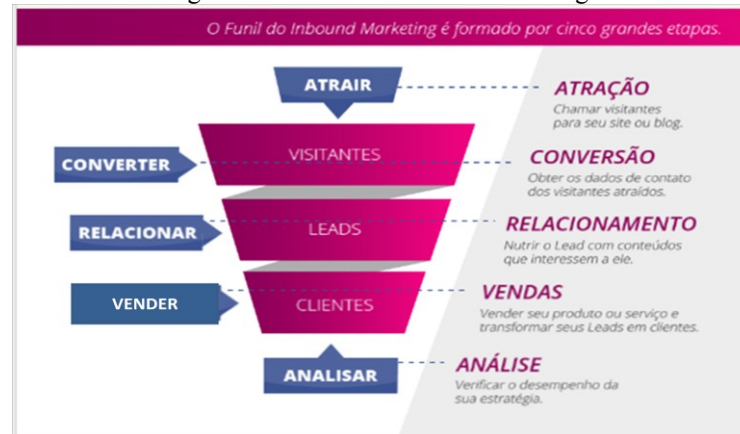 O Funil do Inbound Marketing é formado por cinco grandes etapas.
ATRAIR
ATRAÇÃO
Chamar visitantes
para seu site ou blog.
VISITANTES
CONVERTER
CONVERSÃO
Obter os dados de contato
dos visitantes atraídos.
RELACIONAR
LEADS
RELACIONAMENTO
Nutrir o Lead com conteúdos
que interessem a ele.
VENDER
CLIENTES
VENDAS
Vender seu produto ou serviço e
transformar seus Leads em clientes.
ANALISAR
ANÁLISE
Verificar o desempenho da
sua estratégia.